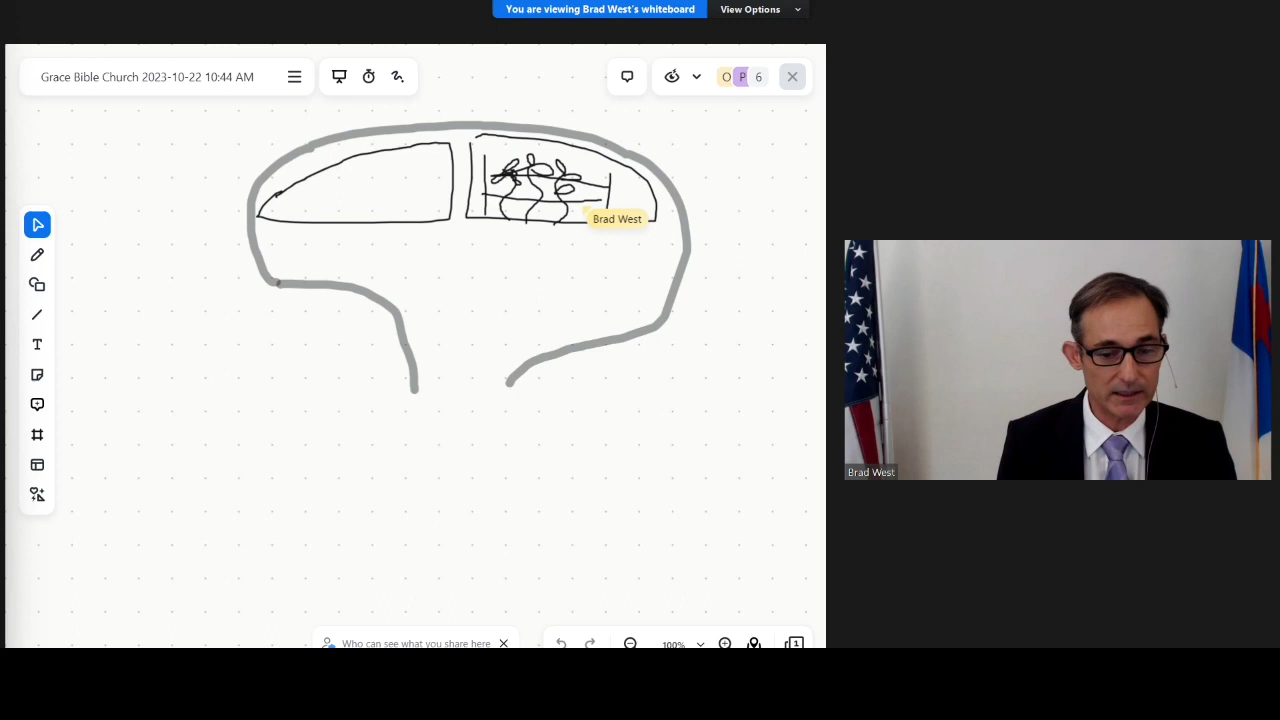 You are viewing Brad West's whiteboard
View Options
Grace Bible Church 2023-10-22 10:44 AM
O P 6
Brad West
T
Brad West
Who can see what you share here
100%
1